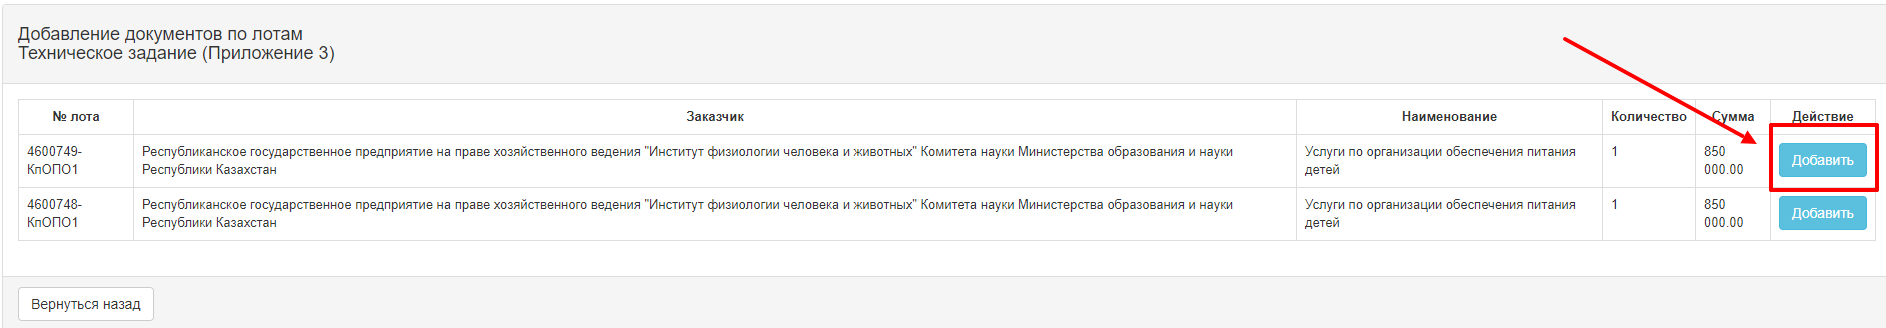 Добавление документов по лотам
Техническое задание (Приложение 3)
№ лота Заказчик Наименование Количество Сумма Действие
4600749-КпОПО1 Республиканское государственное предприятие на праве хозяйственного ведения "Институт физиологии человека и животных" Комитета науки Министерства образования и науки Республики Казахстан Услуги по организации обеспечения питания детей 1 850 000.00 Добавить
4600748-КпОПО1 Республиканское государственное предприятие на праве хозяйственного ведения "Институт физиологии человека и животных" Комитета науки Министерства образования и науки Республики Казахстан Услуги по организации обеспечения питания детей 1 850 000.00 Добавить
Вернуться назад